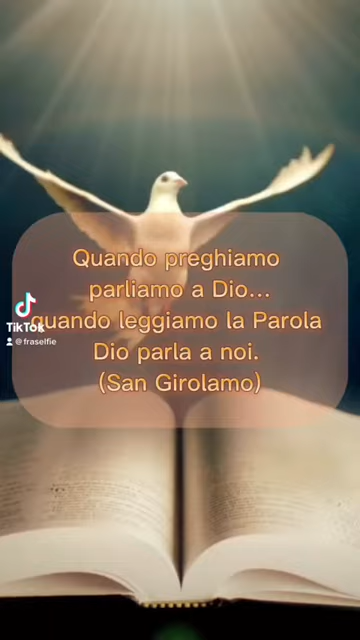 Quando preghiamo
parliamo a Dio...
quando leggiamo la Parola
Dio parla a noi.
(San Girolamo)
TikTok
@fraselfie